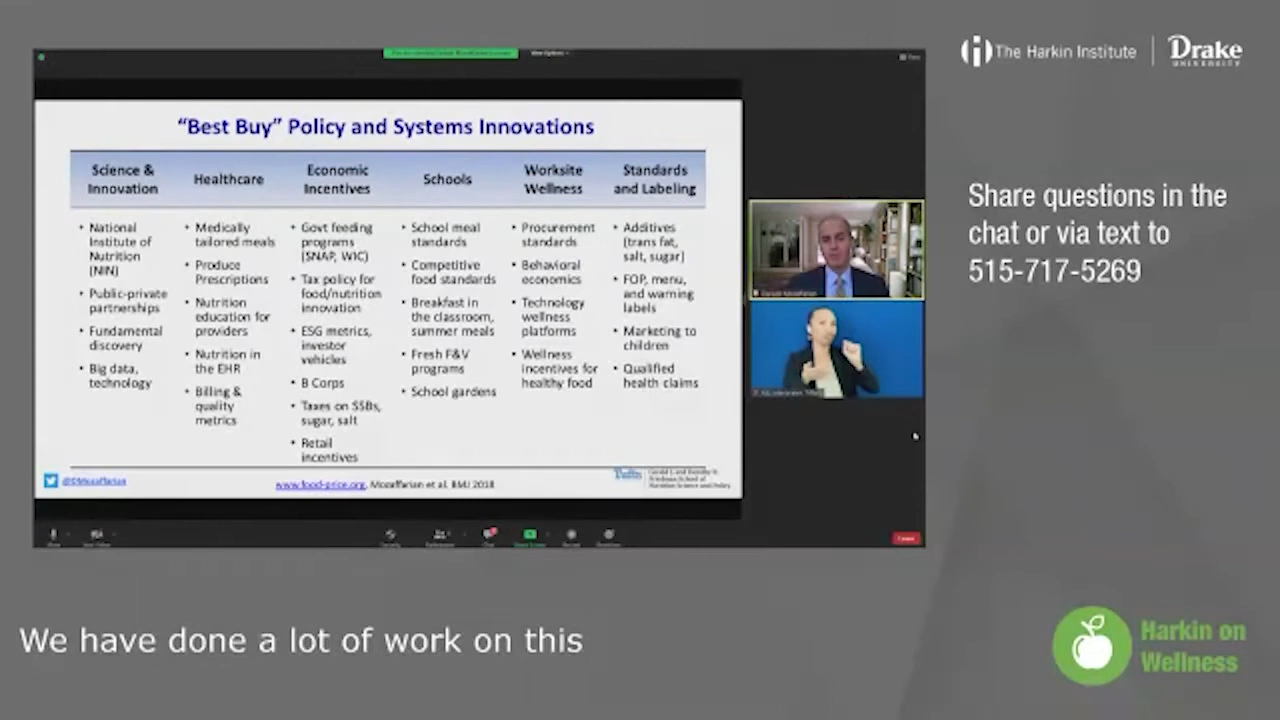 The Harkin Institute
Drake
UNIVERSITY
Share questions in the
chat or via text to
515-717-5269
"Best Buy" Policy and Systems Innovations
Science &
Innovation
• National
Institute of
Nutrition
(NIN)
• Public-private
partnerships
• Fundamental
discovery
• Big data,
technology
Healthcare
• Medically
tailored meals
• Produce
Prescriptions
• Nutrition
education for
providers
• Nutrition in
the EHR
• Billing &
quality
metrics
Economic
Incentives
• Govt feeding
programs
(SNAP, WIC)
• Tax policy for
food/nutrition
innovation
• ESG metrics,
investor
vehicles
• B Corps
• Taxes on SSBs,
sugar, salt
• Retail
incentives
Schools
• School meal
standards
• Competitive
food standards
• Breakfast in
the classroom,
summer meals
• Fresh F&V
programs
• School gardens
Worksite
Wellness
• Procurement
standards
• Behavioral
economics
• Technology
wellness
platforms
• Wellness
incentives for
healthy food
Standards
and Labeling
• Additives
(trans fat,
salt, sugar)
• FOP, menu,
and warning
labels
• Marketing to
children
• Qualified
health claims
@DMozaffarian
www.food-price.org, Mozaffarian et al. BMJ 2018
Tufts
We have done a lot of work on this
Harkin on
Wellness